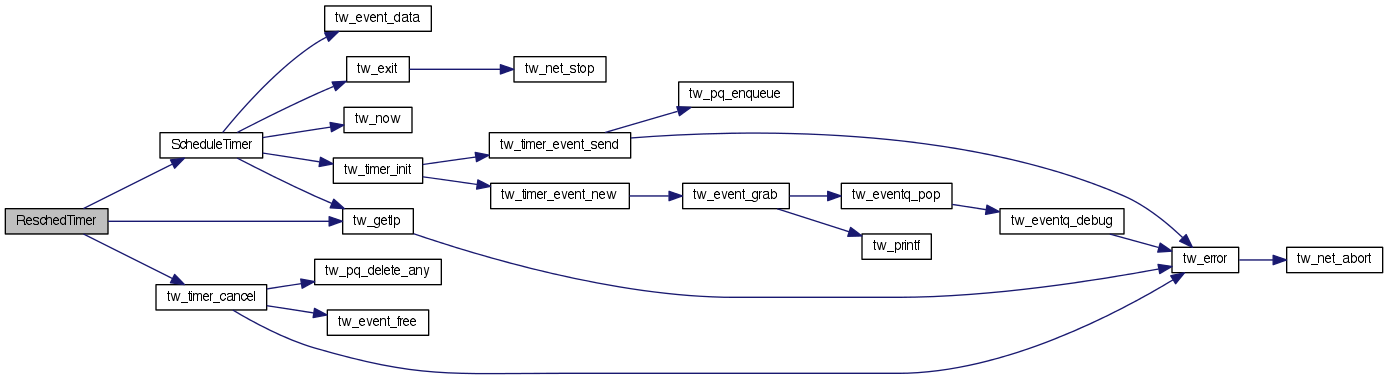 tw_event_data
tw_exit
tw_net_stop
tw_pq_enqueue
tw_now
ScheduleTimer
tw_timer_event_send
tw_timer_init
tw_timer_event_new
tw_event_grab
tw_eventq_pop
ReschedTimer
tw_getlp
tw_eventq_debug
tw_printf
tw_error
tw_net_abort
tw_pq_delete_any
tw_timer_cancel
tw_event_free